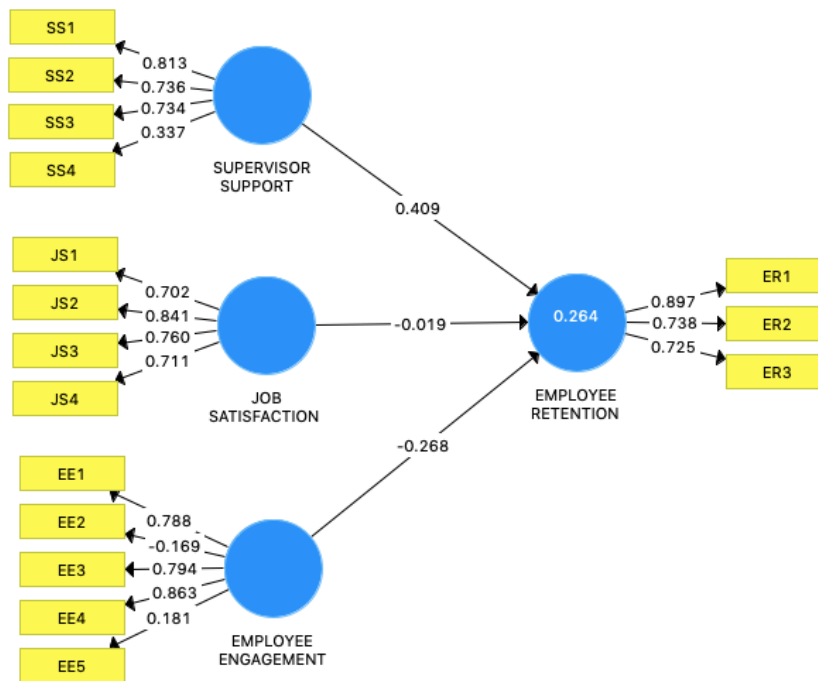 SS1
0.813
SS2
0.736
SS3
0.734
0.337
SS4
SUPERVISOR
SUPPORT
0.409
JS1
0.702
JS2
0.841
JS3
0.760
0.711
JS4
JOB
SATISFACTION
-0.019
0.264
EMPLOYEE
RETENTION
0.897
ER1
0.738
ER2
0.725
ER3
-0.268
EE1
0.788
EE2
-0.169
EE3
0.794
0.863
EE4
0.181
EE5
EMPLOYEE
ENGAGEMENT